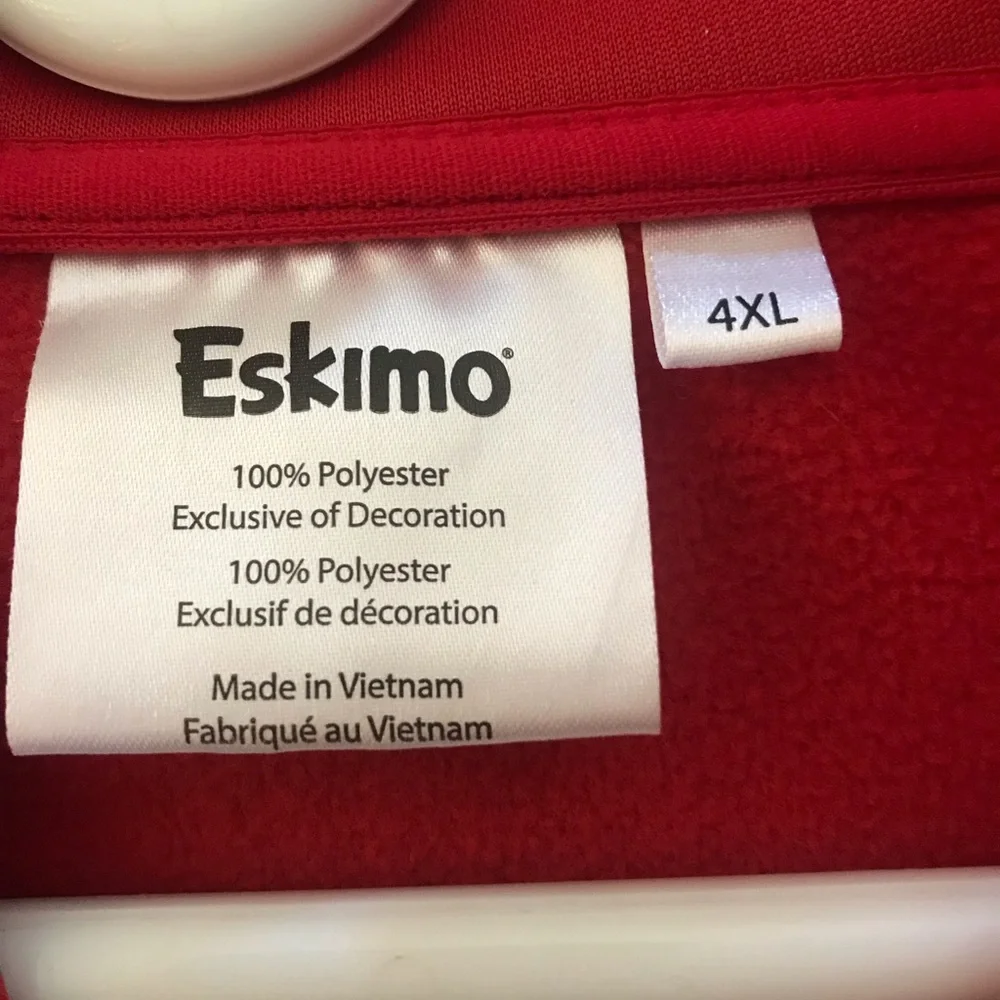 Eskimo®
100% Polyester
Exclusive of Decoration
100% Polyester
Exclusif de décoration
Made in Vietnam
Fabriqué au Vietnam
4XL